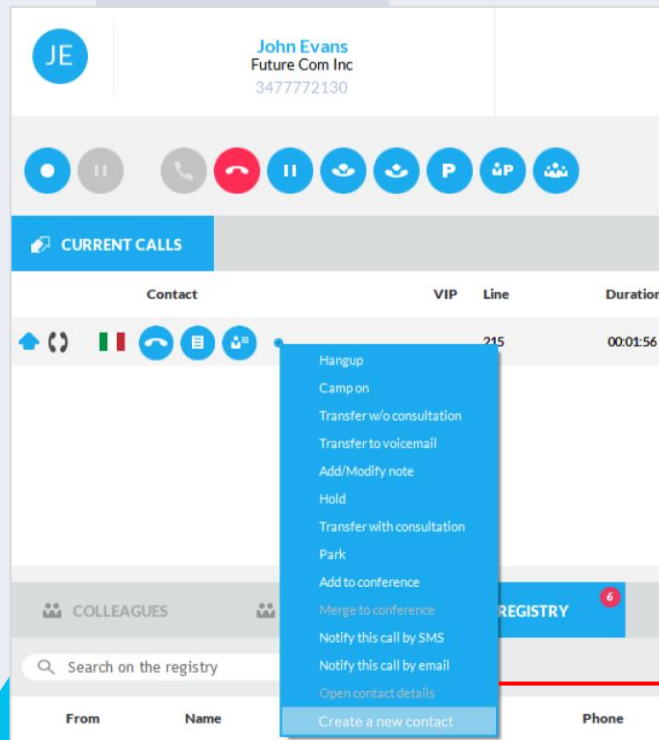 JE
John Evans
Future Com Inc
3477772130
P
P
CURRENT CALLS
Contact VIP Line Duration
215 00:01:56
Hangup
Camp on
Transfer w/o consultation
Transfer to voicemail
Add/Modify note
Hold
Transfer with consultation
Park
Add to conference
Merge to conference
Notify this call by SMS
Notify this call by email
Open contact details
Create a new contact
COLLEAGUES REGISTRY 6
Search on the registry
From Name Phone